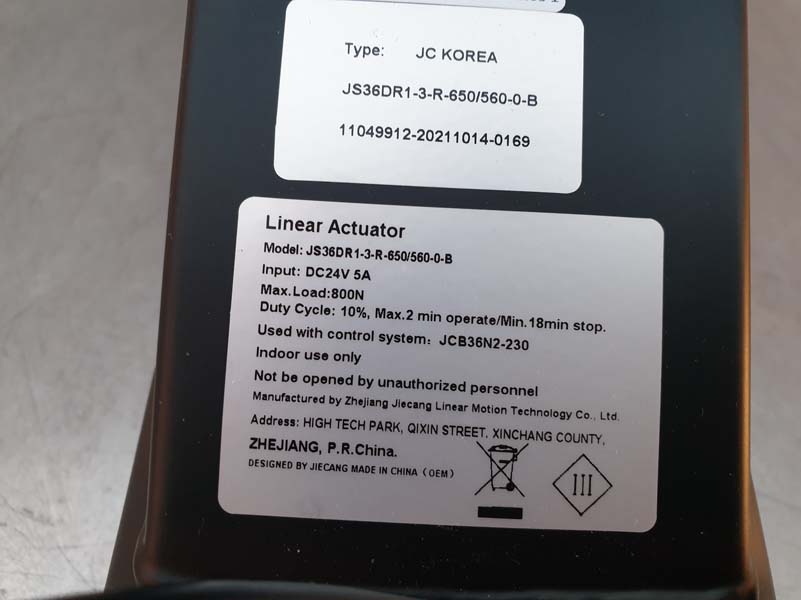 Type: JC KOREA
JS36DR1-3-R-650/560-0-B
11049912-20211014-0169
Linear Actuator
Model: JS36DR1-3-R-650/560-0-B
Input: DC24V 5A
Max.Load:800N
Duty Cycle: 10%, Max.2 min operate/Min.18min stop.
Used with control system: JCB36N2-230
Indoor use only
Not be opened by unauthorized personnel
Manufactured by Zhejiang Jiecang Linear Motion Technology Co., Ltd.
Address: HIGH TECH PARK, QIXIN STREET, XINCHANG COUNTY,
ZHEJIANG, P.R.China.
DESIGNED BY JIECANG MADE IN CHINA (OEM)
III